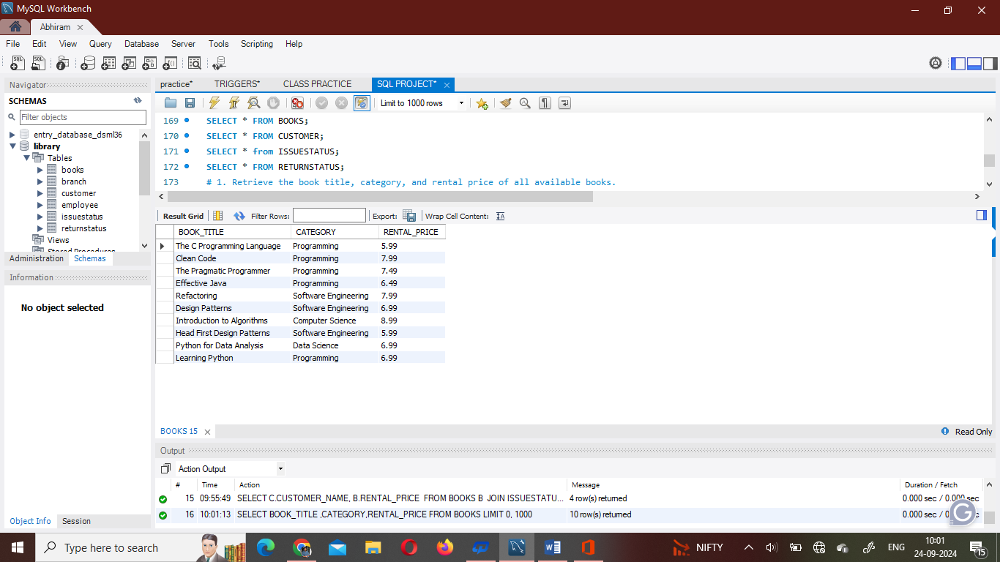 MySQL Workbench
Abhiram
File Edit View Query Database Server Tools Scripting Help
Navigator
SCHEMAS
Filter objects
entry_database_dsml36
library
Tables
books
branch
customer
employee
issuestatus
returnstatus
Views
Administration Schemas
Information
No object selected
Object Info Session
practice* TRIGGERS* CLASS PRACTICE SQL PROJECT*
Limit to 1000 rows
169 SELECT * FROM BOOKS;
170 SELECT * FROM CUSTOMER;
171 SELECT * from ISSUESTATUS;
172 SELECT * FROM RETURNSTATUS;
173 # 1. Retrieve the book title, category, and rental price of all available books.
Result Grid Filter Rows: Export: Wrap Cell Content:
BOOK_TITLE CATEGORY RENTAL_PRICE
The C Programming Language Programming 5.99
Clean Code Programming 7.99
The Pragmatic Programmer Programming 7.49
Effective Java Programming 6.49
Refactoring Software Engineering 7.99
Design Patterns Software Engineering 6.99
Introduction to Algorithms Computer Science 8.99
Head First Design Patterns Software Engineering 5.99
Python for Data Analysis Data Science 6.99
Learning Python Programming 6.99
BOOKS 15 Read Only
Output
Action Output
# Time Action Message Duration / Fetch
15 09:55:49 SELECT C.CUSTOMER_NAME, B.RENTAL_PRICE FROM BOOKS B JOIN ISSUESTATU... 4 row(s) returned 0.000 sec / 0.000 sec
16 10:01:13 SELECT BOOK_TITLE ,CATEGORY,RENTAL_PRICE FROM BOOKS LIMIT 0, 1000 10 row(s) returned 0.000 sec /
Type here to search
NIFTY
ENG
10:01
24-09-2024
15